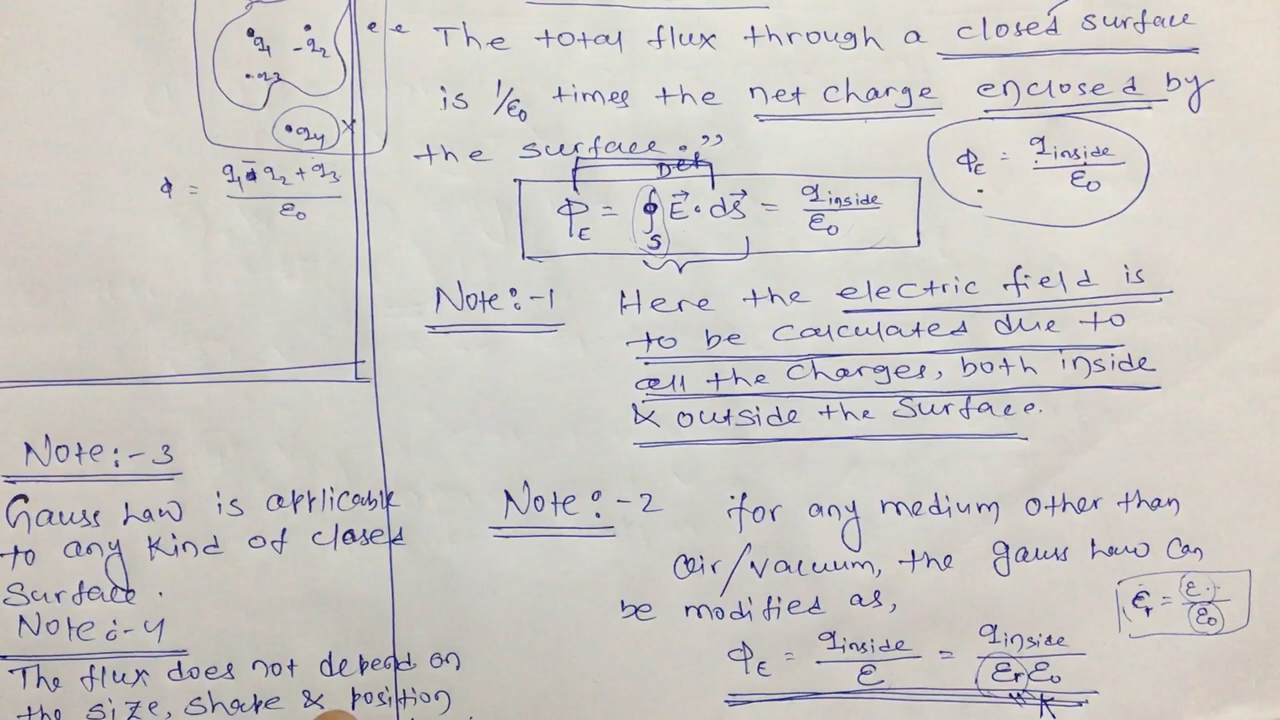 q1 -q2
q3
q4 x
ϕ = (q1 - q2 + q3)/ε0
"The total flux through a closed surface
is 1/ε0 times the net charge enclosed by
the surface."
Def
ϕE = ∮S E⃗ · dS⃗ = qinside/ε0
ϕE = qinside/ε0
Note:-1 Here the electric field is
to be calculated due to
all the charges, both inside
& outside the surface.
Note:-2 for any medium other than
air/vacuum, the gauss law can
be modified as,
ϕE = qinside/ε = qinside/εrε0
K
εr = ε/ε0
Note:-3
Gauss Law is applicable
to any kind of closed
Surface.
Note:-4
The flux does not depend on
the size, shape & position